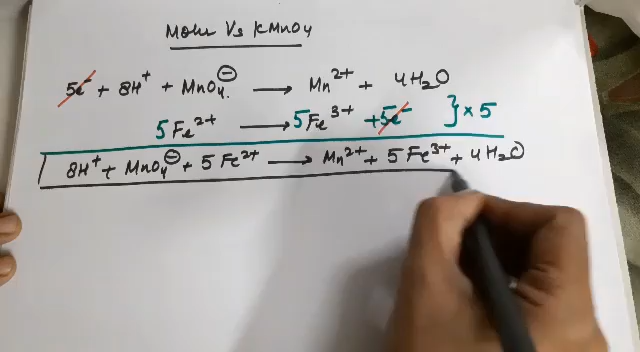 Mohr Vs KMnO4
5e⁻ + 8H⁺ + MnO4⁻ → Mn²⁺ + 4H2O
5Fe²⁺ → 5Fe³⁺ + 5e⁻ } × 5
8H⁺ + MnO4⁻ + 5Fe²⁺ → Mn²⁺ + 5Fe³⁺ + 4H2O